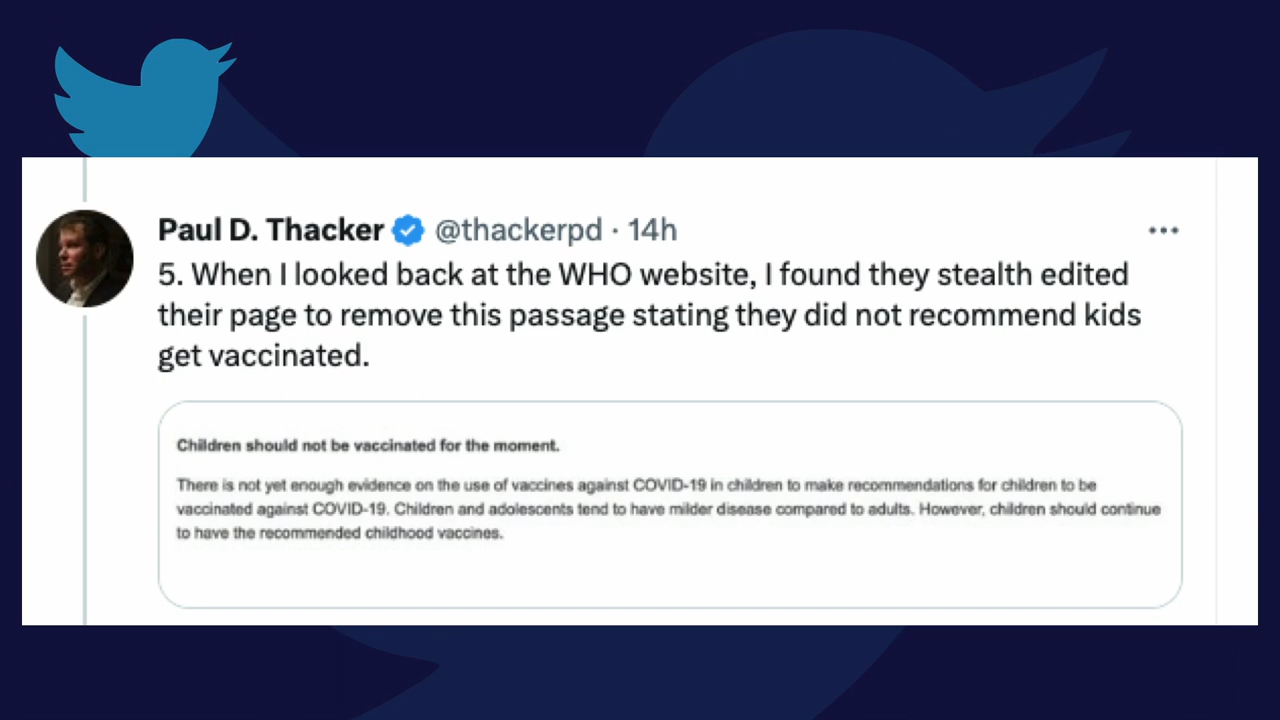 Paul D. Thacker @thackerpd · 14h
5. When I looked back at the WHO website, I found they stealth edited
their page to remove this passage stating they did not recommend kids
get vaccinated.
Children should not be vaccinated for the moment.
There is not yet enough evidence on the use of vaccines against COVID-19 in children to make recommendations for children to be
vaccinated against COVID-19. Children and adolescents tend to have milder disease compared to adults. However, children should continue
to have the recommended childhood vaccines.